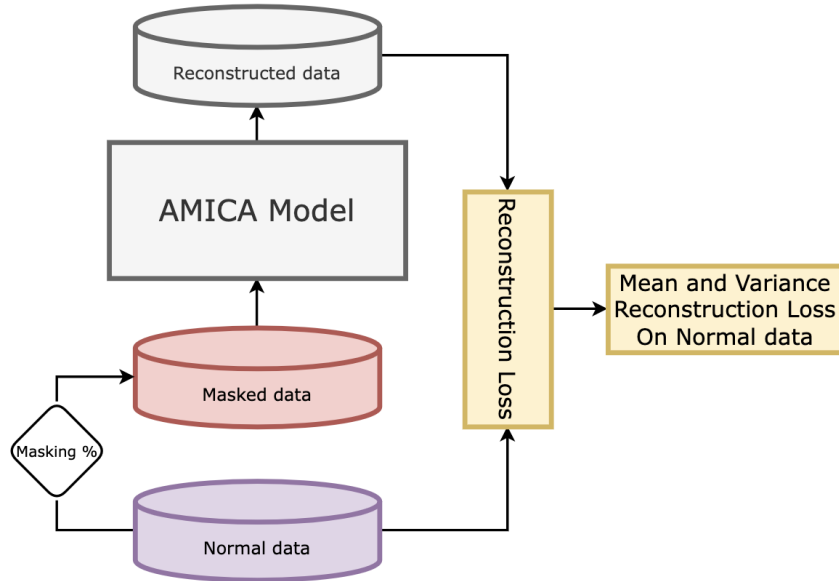 Reconstructed data
AMICA Model
Reconstruction Loss
Mean and Variance
Reconstruction Loss
On Normal data
Masked data
Masking %
Normal data